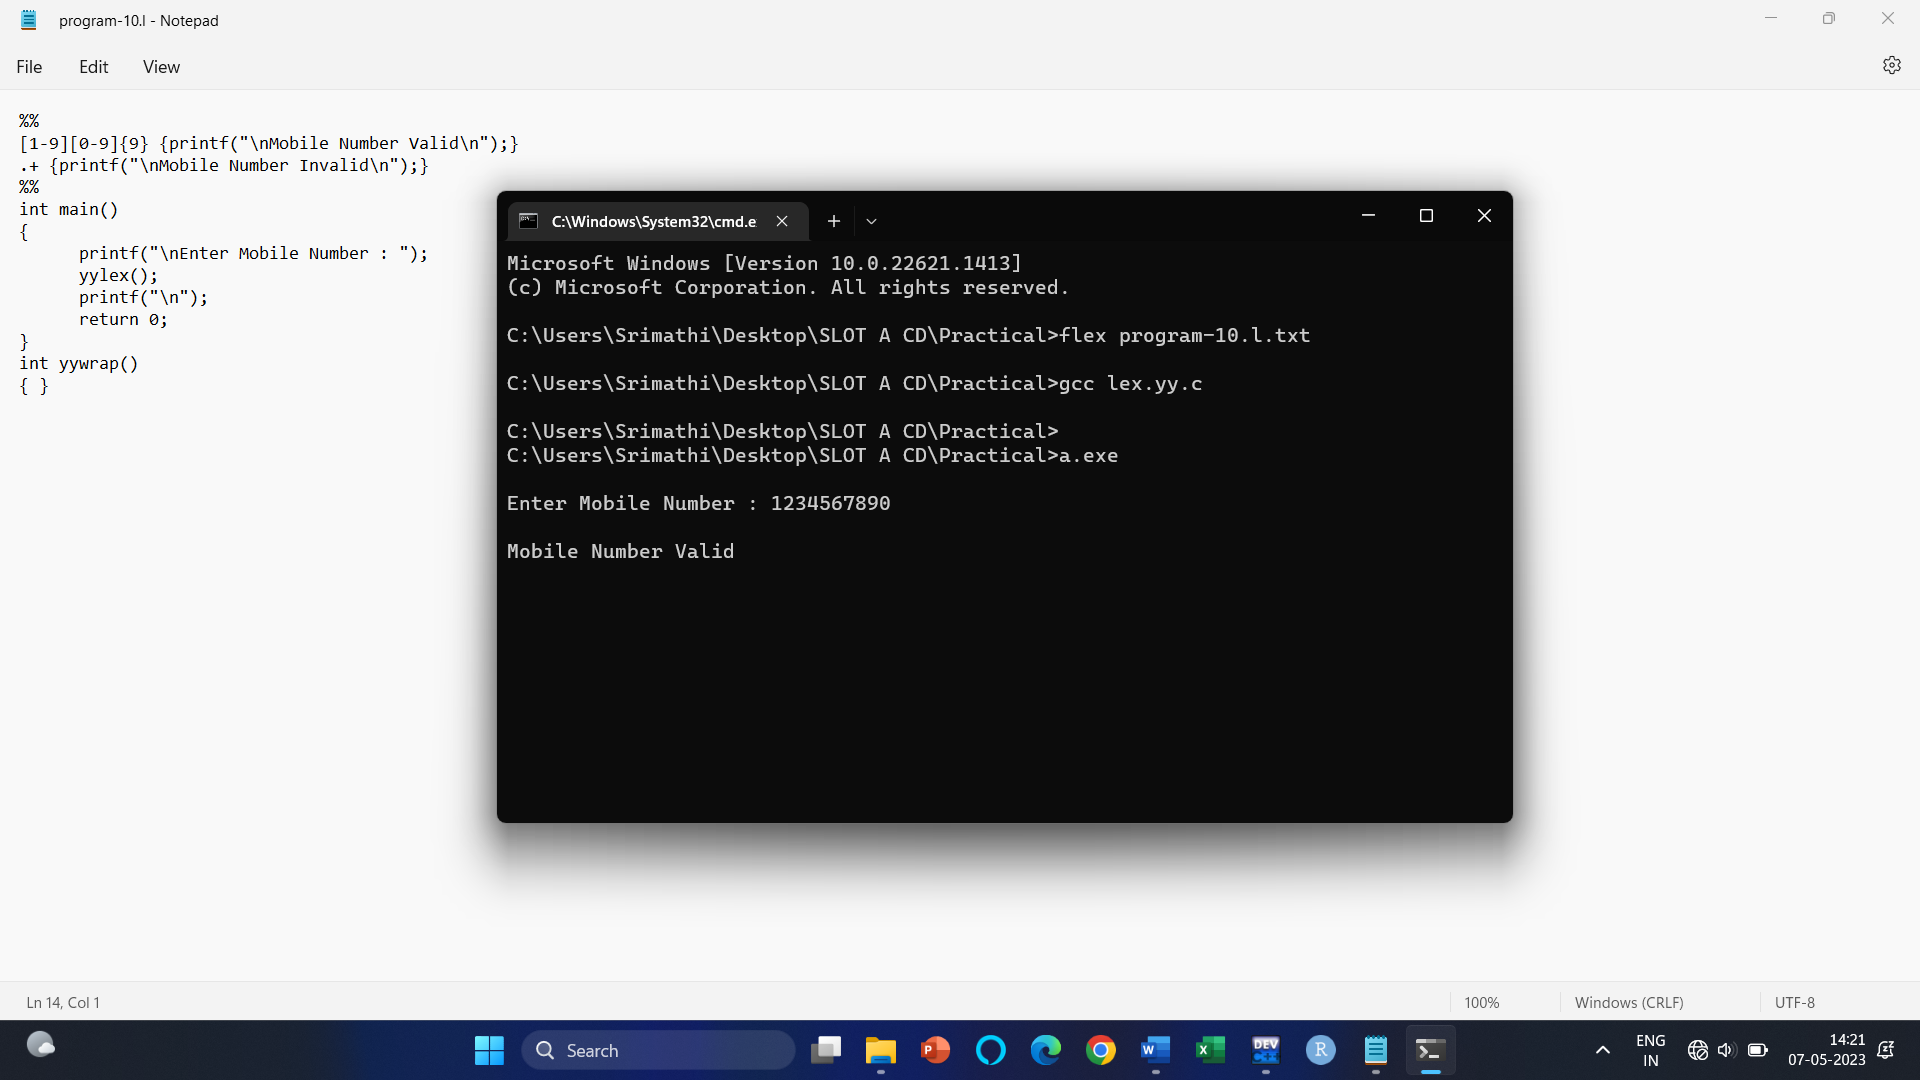 program-10.l - Notepad
File Edit View
%%
[1-9][0-9]{9} {printf("\nMobile Number Valid\n");}
.+ {printf("\nMobile Number Invalid\n");}
%%
int main()
{
printf("\nEnter Mobile Number : ");
yylex();
printf("\n");
return 0;
}
int yywrap()
{ }
C:\Windows\System32\cmd.e
Microsoft Windows [Version 10.0.22621.1413]
(c) Microsoft Corporation. All rights reserved.
C:\Users\Srimathi\Desktop\SLOT A CD\Practical>flex program-10.l.txt
C:\Users\Srimathi\Desktop\SLOT A CD\Practical>gcc lex.yy.c
C:\Users\Srimathi\Desktop\SLOT A CD\Practical>
C:\Users\Srimathi\Desktop\SLOT A CD\Practical>a.exe
Enter Mobile Number : 1234567890
Mobile Number Valid
Ln 14, Col 1
100%
Windows (CRLF)
UTF-8
Search
P
W
X
DEV
C++
R
ENG
IN
14:21
07-05-2023